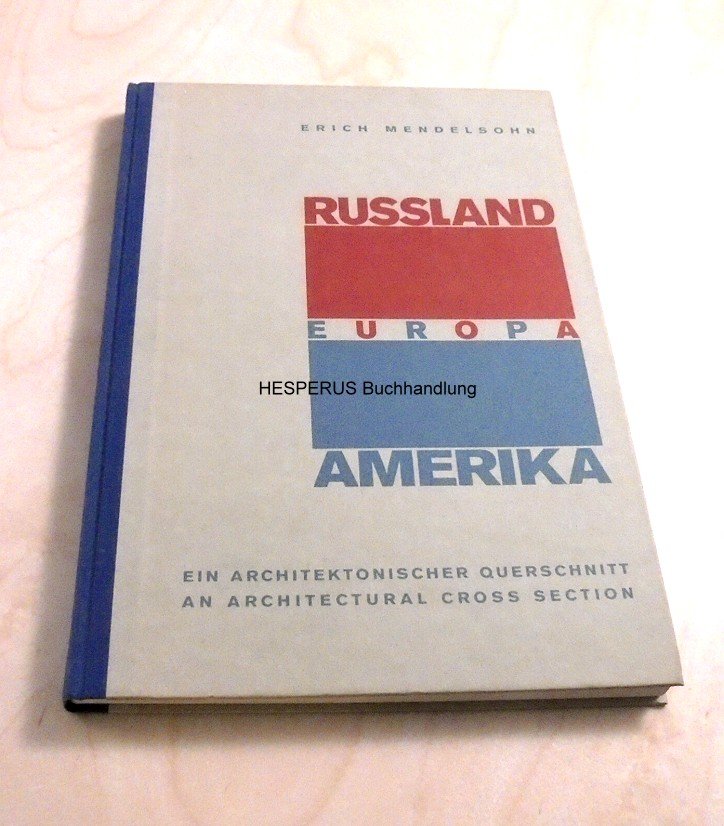 ERICH MENDELSOHN
RUSSLAND
EUROPA
HESPERUS Buchhandlung
AMERIKA
EIN ARCHITEKTONISCHER QUERSCHNITT
AN ARCHITECTURAL CROSS SECTION